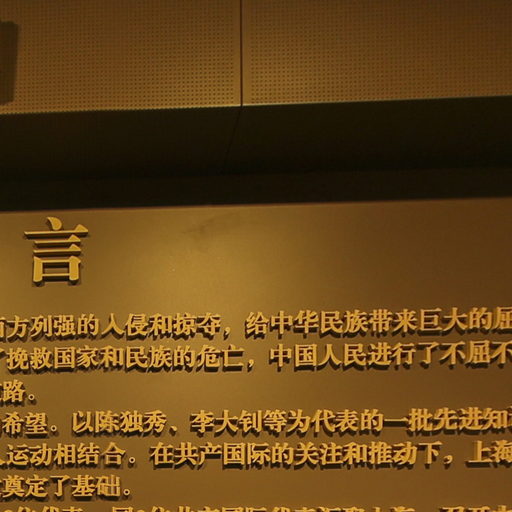 言
西方列强的入侵和掠夺，给中华民族带来巨大的屈
了挽救国家和民族的危亡，中国人民进行了不屈不
路。
希望。以陈独秀、李大钊等为代表的一批先进知
人运动相结合。在共产国际的关注和推动下，上海
奠定了基础。